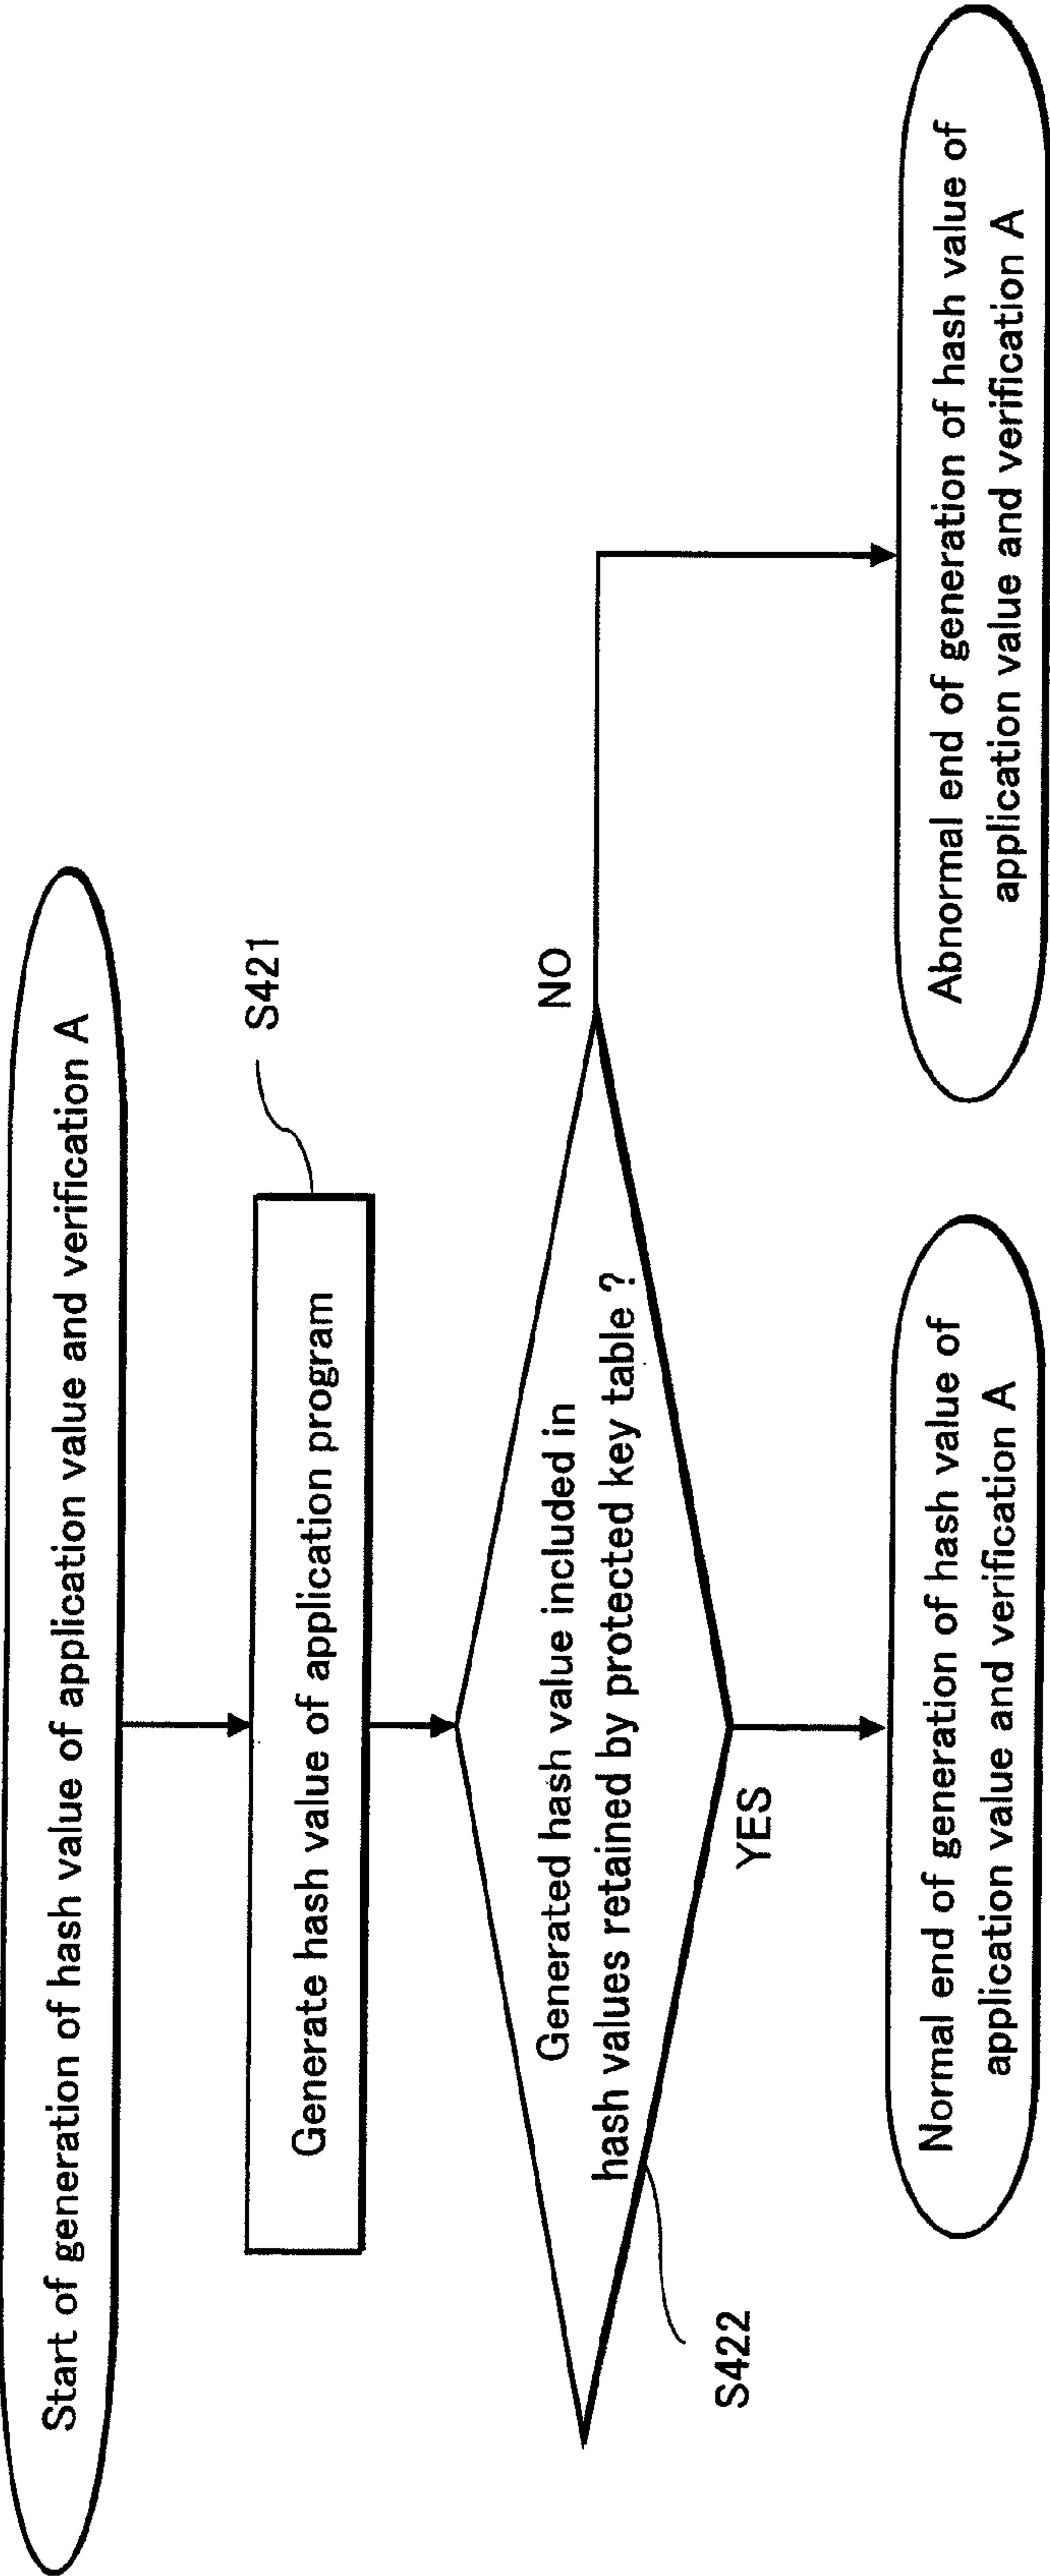 Start of generation of hash value of application value and verification A
S421
Generate hash value of application program
Generated hash value included in
hash values retained by protected key table ?
NO
S422
YES
Normal end of generation of hash value of
application value and verification A
Abnormal end of generation of hash value of
application value and verification A